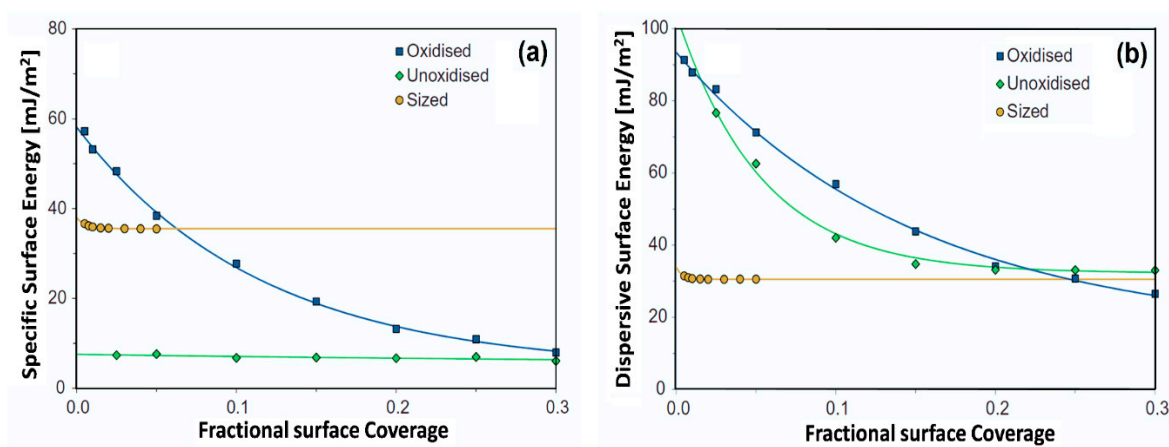 (a)
Specific Surface Energy [mJ/m²]
80
60
40
20
0
Oxidised
Unoxidised
Sized
0.0 0.1 0.2 0.3
Fractional surface Coverage
(b)
Dispersive Surface Energy [mJ/m²]
100
80
60
40
20
0
Oxidised
Unoxidised
Sized
0.0 0.1 0.2 0.3
Fractional surface Coverage